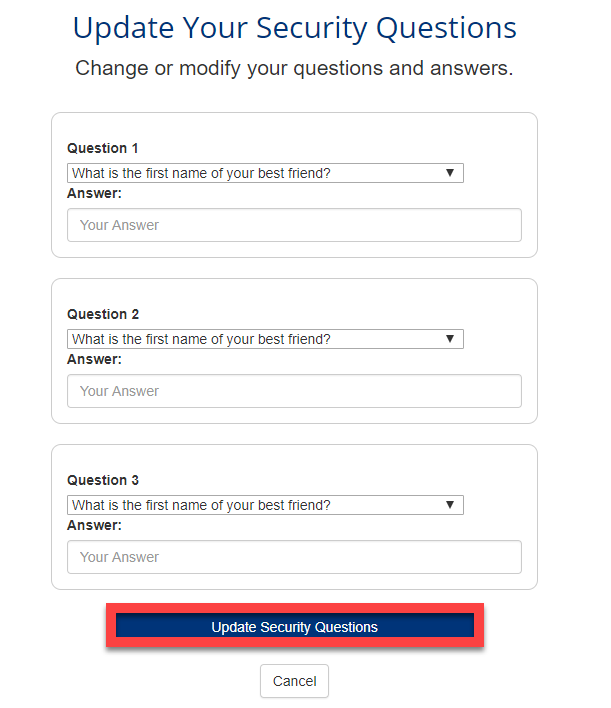 Update Your Security Questions
Change or modify your questions and answers.
Question 1
What is the first name of your best friend?
Answer:
Your Answer
Question 2
What is the first name of your best friend?
Answer:
Your Answer
Question 3
What is the first name of your best friend?
Answer:
Your Answer
Update Security Questions
Cancel